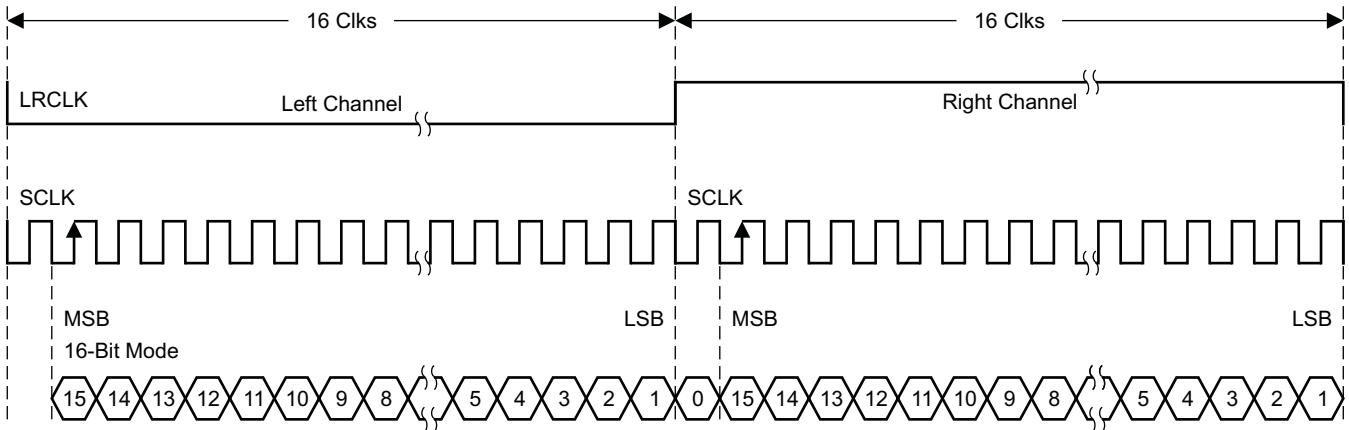 16 Clks 16 Clks
LRCLK Left Channel Right Channel
SCLK SCLK
MSB LSB MSB LSB
16-Bit Mode
15 14 13 12 11 10 9 8 5 4 3 2 1 0 15 14 13 12 11 10 9 8 5 4 3 2 1